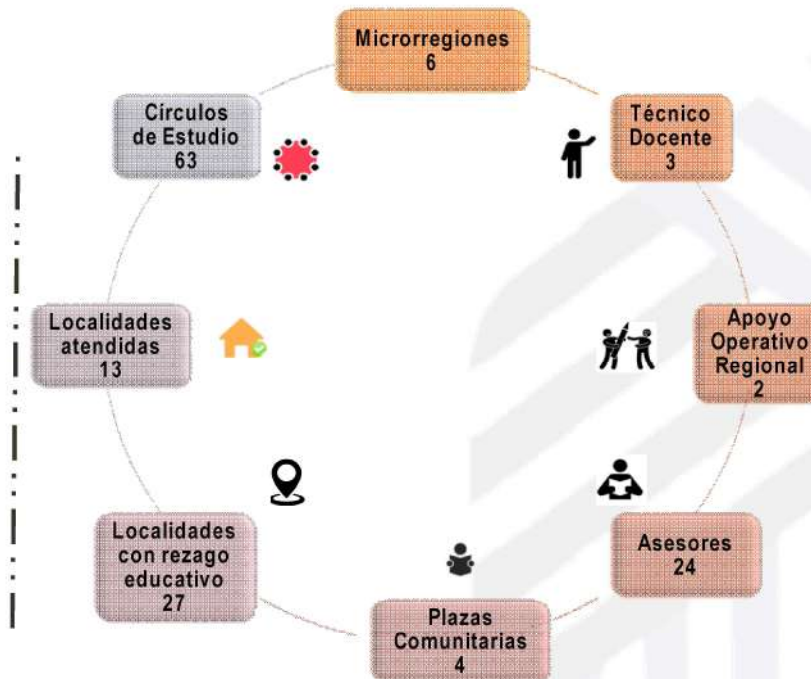 Microrregiones
6
Técnico
Docente
3
Apoyo
Operativo
Regional
2
Asesores
24
Plazas
Comunitarias
4
Localidades
con rezago
educativo
27
Localidades
atendidas
13
Círculos
de Estudio
63